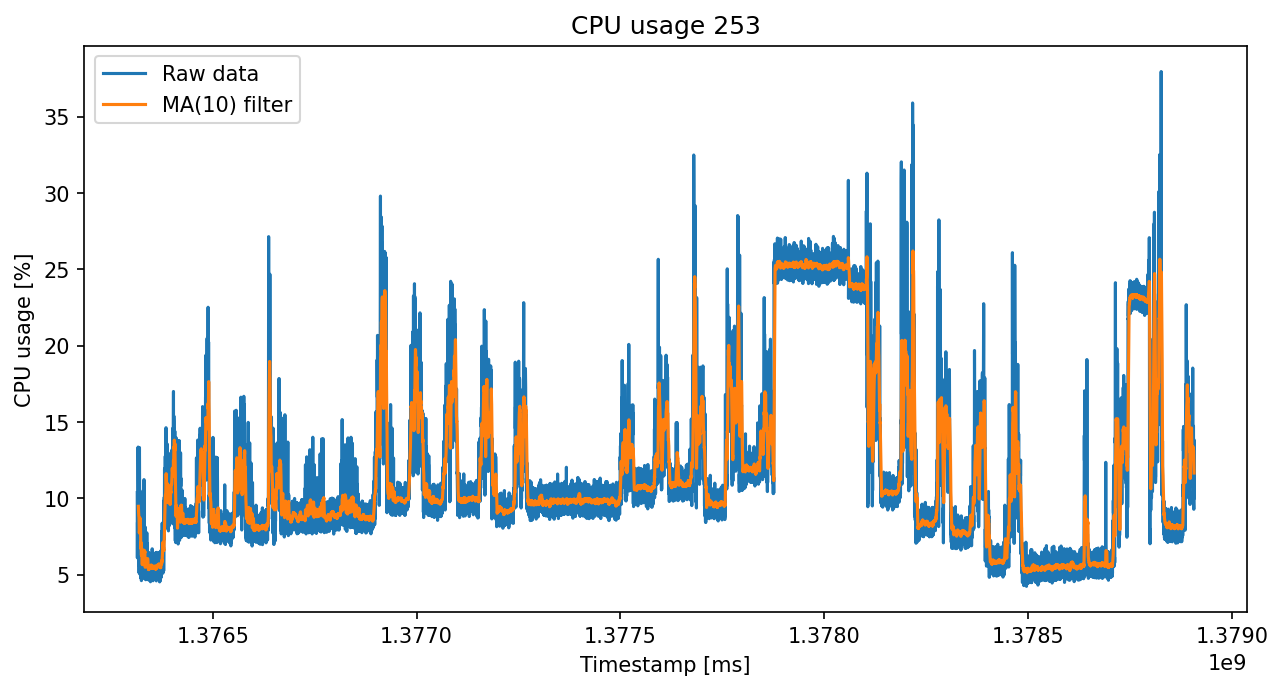 CPU usage 253
Raw data
MA(10) filter
CPU usage [%]
35
30
25
20
15
10
5
1.3765 1.3770 1.3775 1.3780 1.3785 1.3790
1e9
Timestamp [ms]